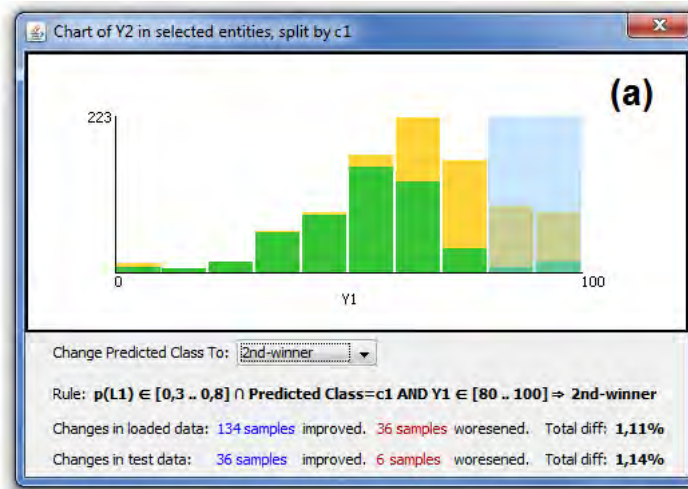 Chart of Y2 in selected entities, split by c1
(a)
223
0
100
Y1
Change Predicted Class To: 2nd-winner
Rule: p(L1) ∈ [0,3 .. 0,8] ∩ Predicted Class=c1 AND Y1 ∈ [80 .. 100] ⇒ 2nd-winner
Changes in loaded data: 134 samples improved. 36 samples woresened. Total diff: 1,11%
Changes in test data: 36 samples improved. 6 samples woresened. Total diff: 1,14%